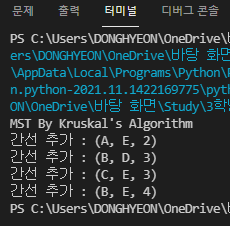 문제 출력 터미널 디버그 콘솔
PS C:\Users\DONGHYEON\OneDrive\
ers\DONGHYEON\OneDrive\바탕 화면
\AppData\Local\Programs\Python\
n.python-2021.11.1422169775\pyth
ON\OneDrive\바탕 화면\Study\3학
MST By Kruskal's Algorithm
간선 추가 : (A, E, 2)
간선 추가 : (B, D, 3)
간선 추가 : (C, E, 3)
간선 추가 : (B, E, 4)
PS C:\Users\DONGHYEON\OneDrive\